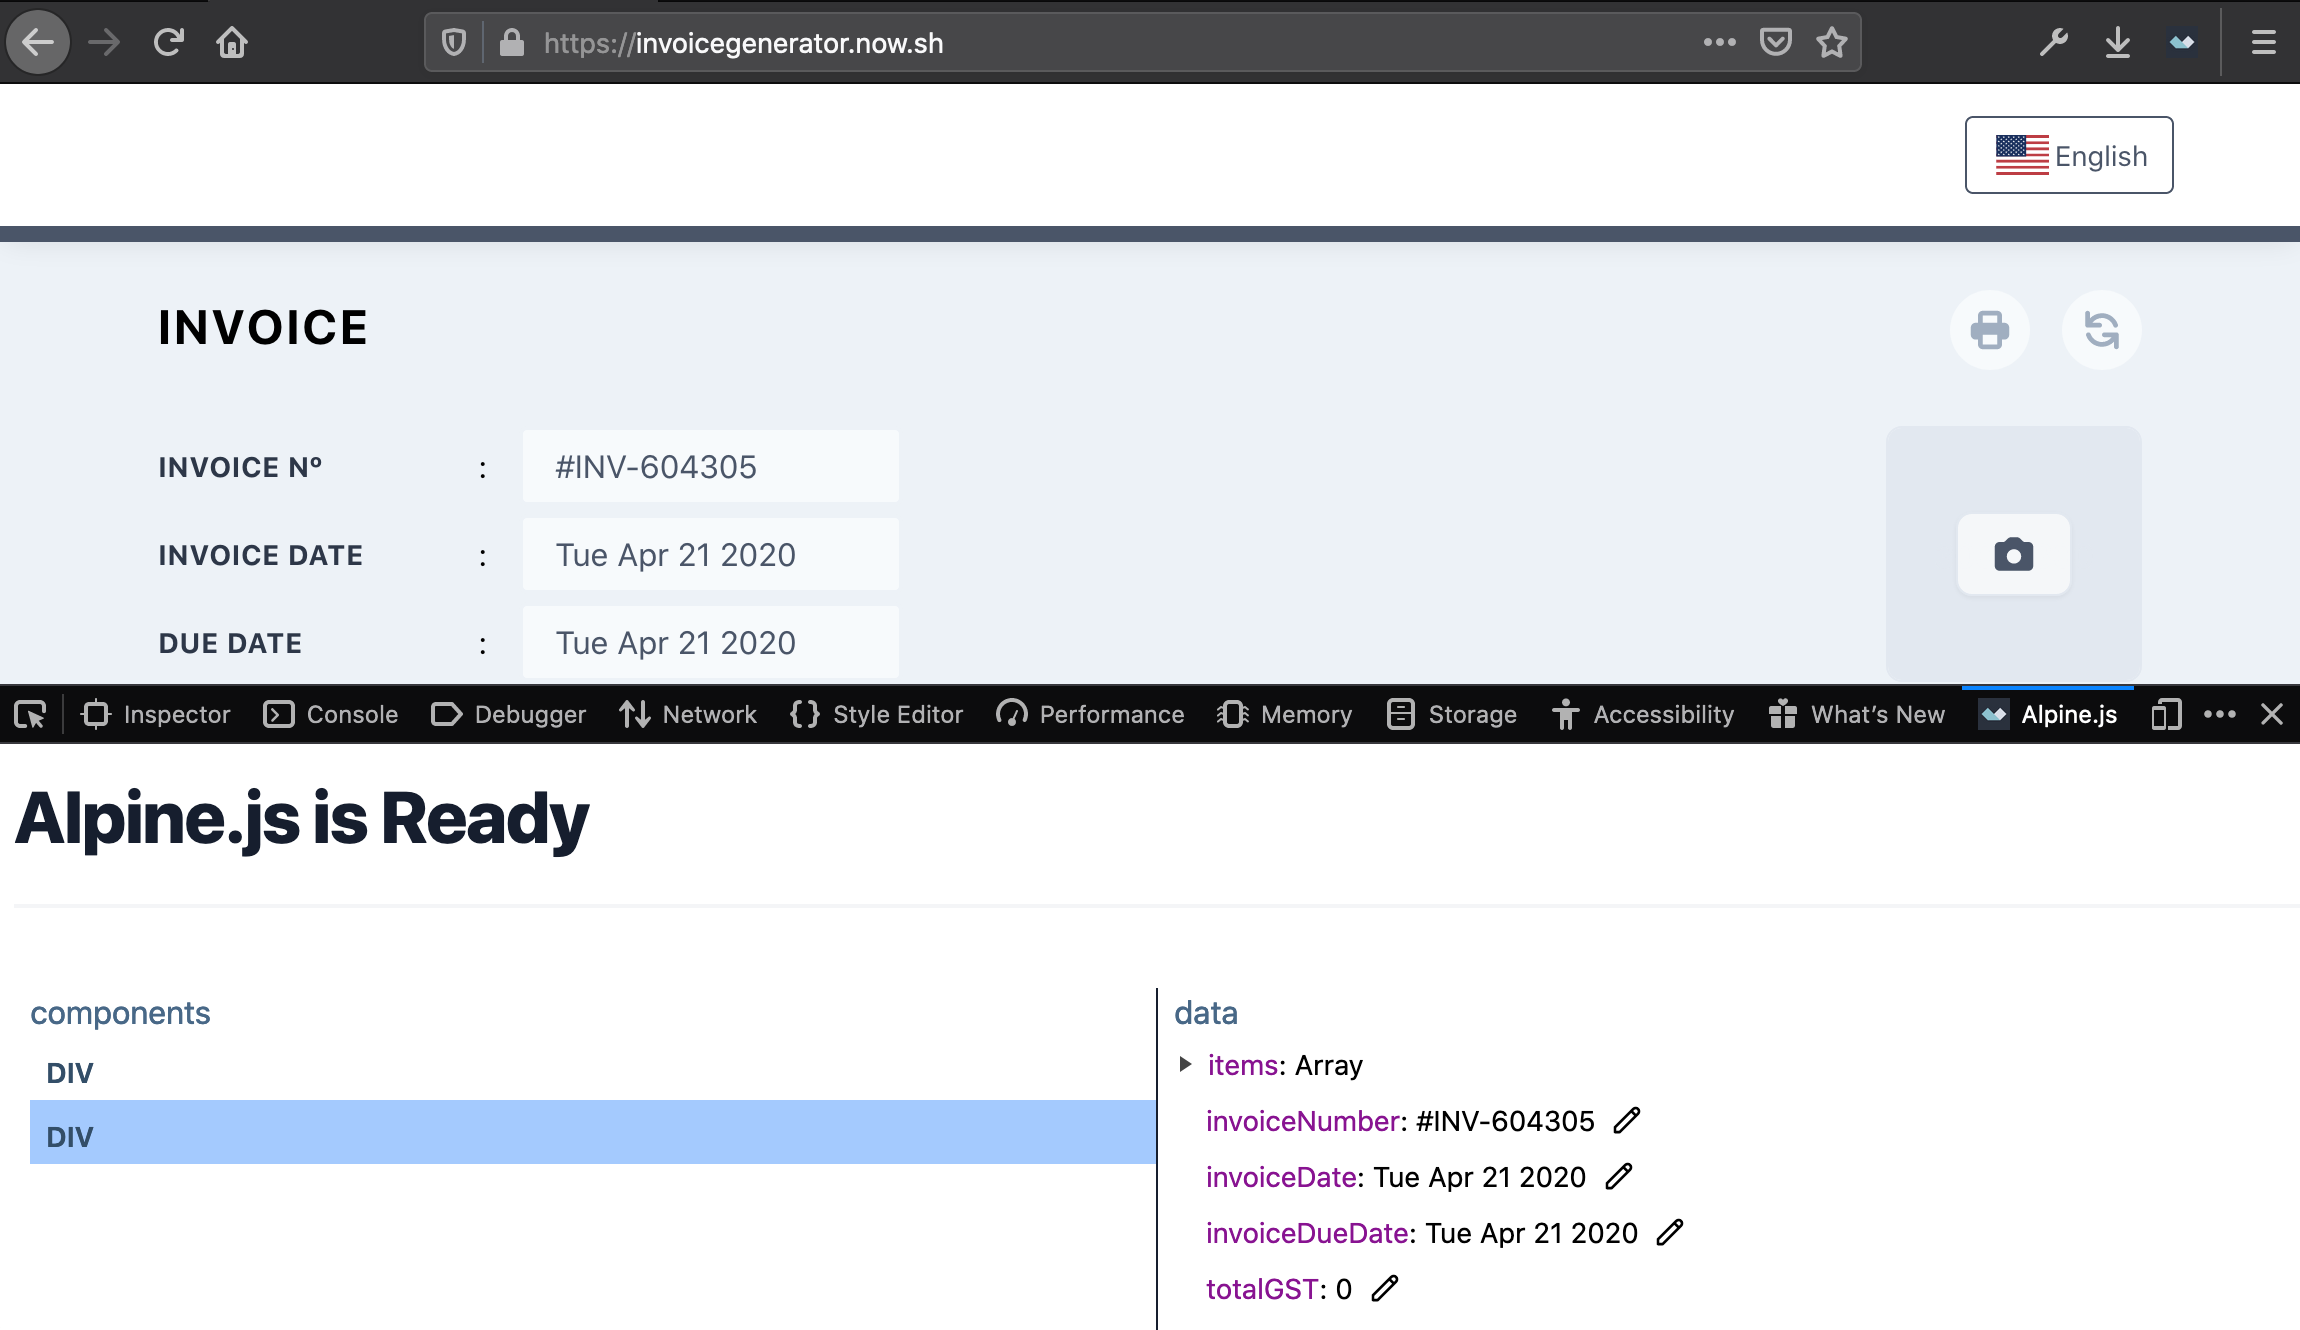 https://invoicegenerator.now.sh
English
INVOICE
INVOICE Nº : #INV-604305
INVOICE DATE : Tue Apr 21 2020
DUE DATE : Tue Apr 21 2020
Inspector Console Debugger Network Style Editor Performance Memory Storage Accessibility What's New Alpine.js
Alpine.js is Ready
components
DIV
DIV
data
items: Array
invoiceNumber: #INV-604305
invoiceDate: Tue Apr 21 2020
invoiceDueDate: Tue Apr 21 2020
totalGST: 0